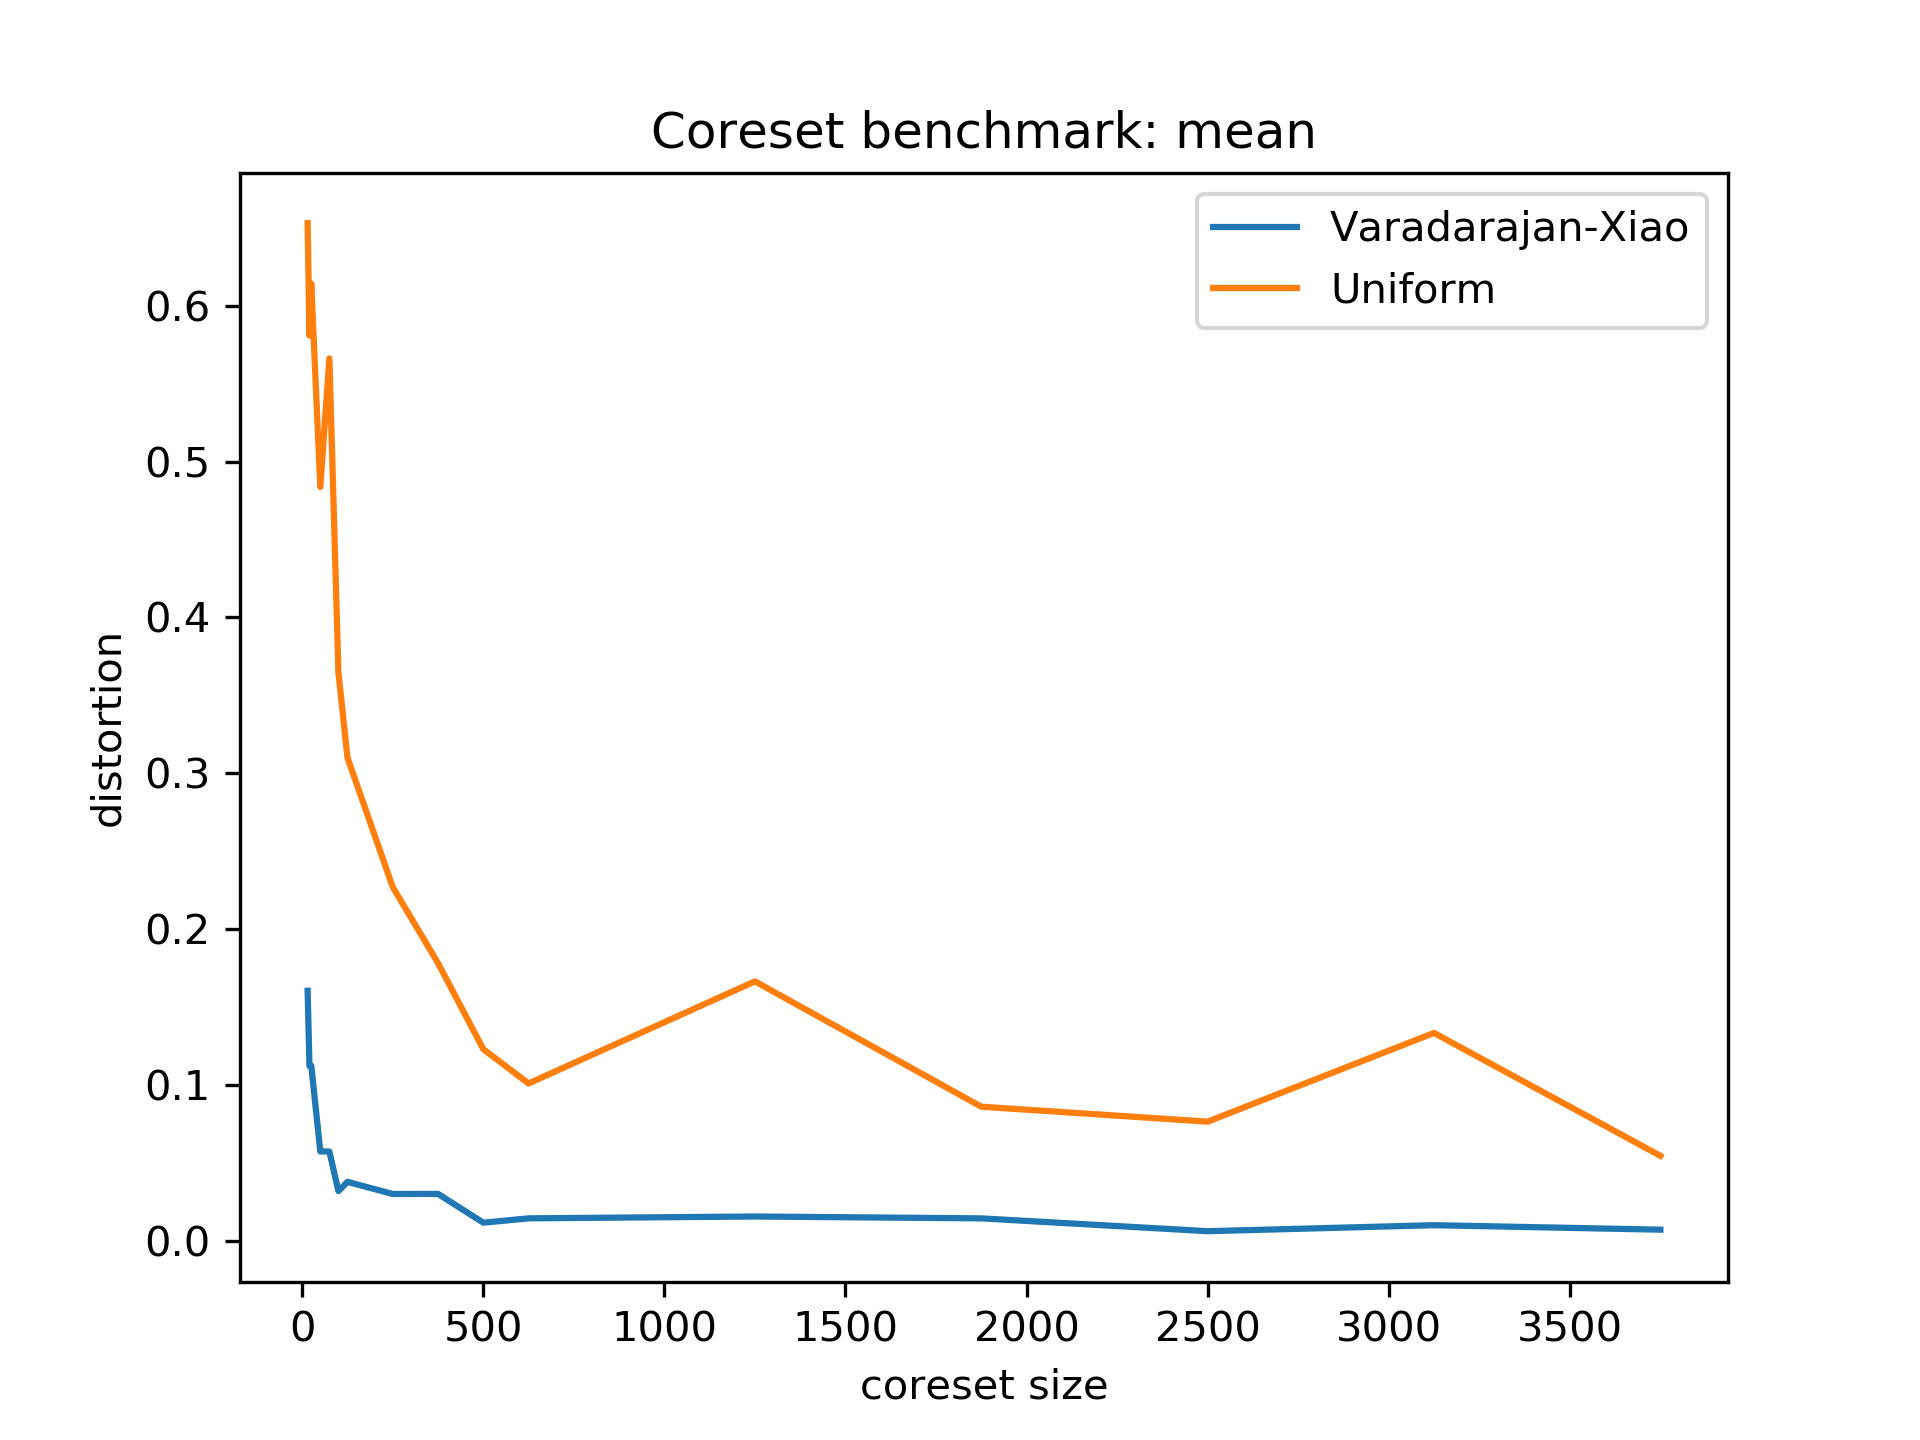 Coreset benchmark: mean
Varadarajan-Xiao
Uniform
distortion
0.6
0.5
0.4
0.3
0.2
0.1
0.0
0 500 1000 1500 2000 2500 3000 3500
coreset size